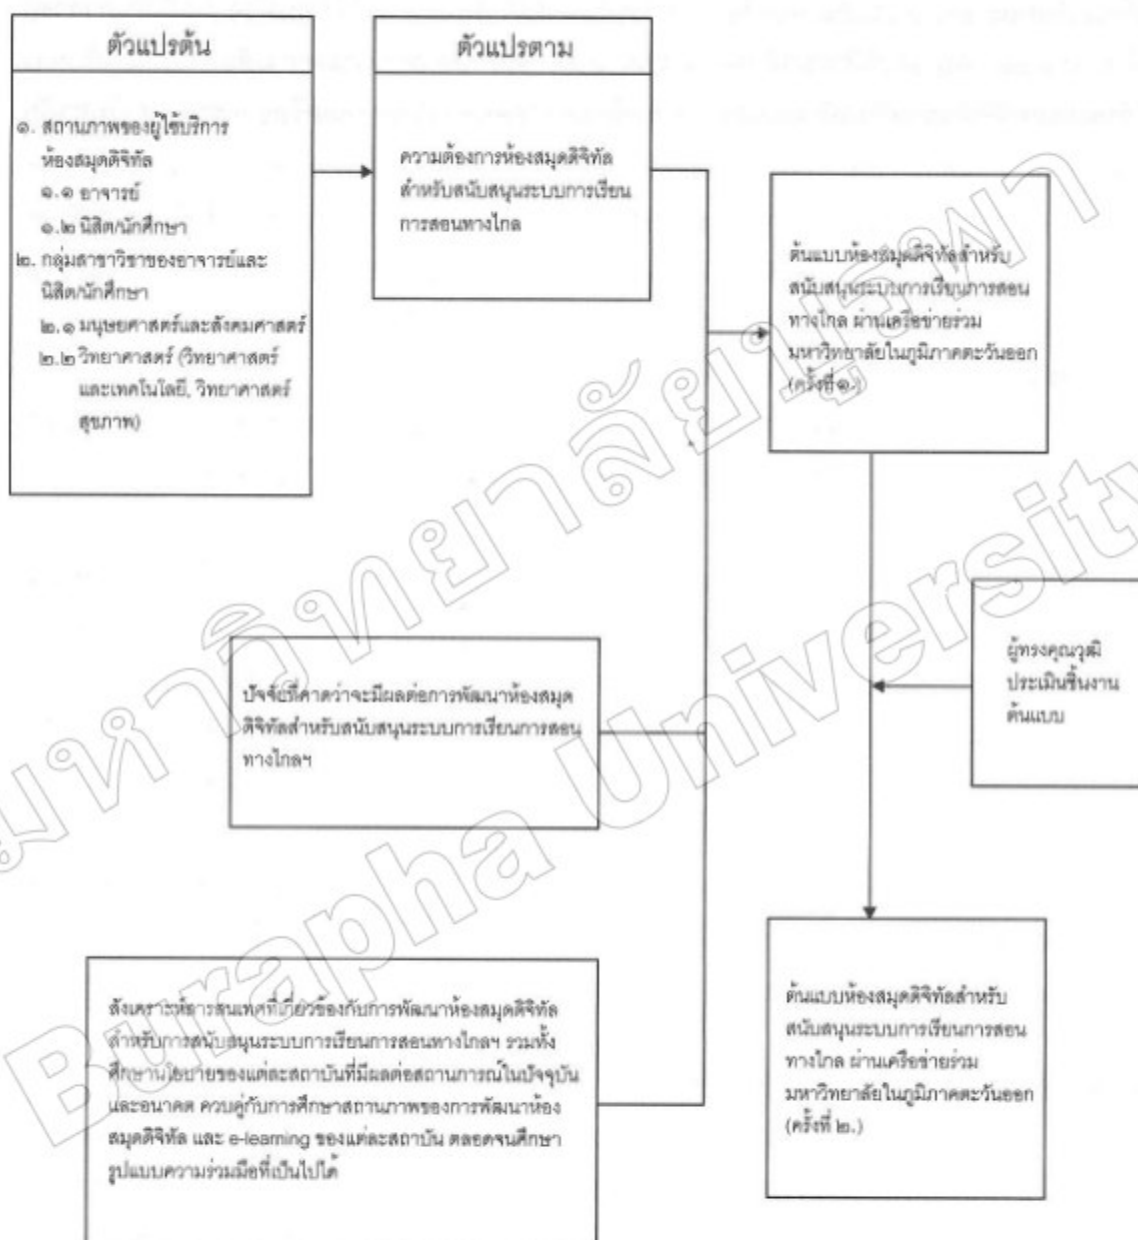 ตัวแปรต้น
๑. สถานภาพของผู้ใช้บริการ
ห้องสมุดดิจิทัล
๑.๑ อาจารย์
๑.๒ นิสิต/นักศึกษา
๒. กลุ่มสาขาวิชาของอาจารย์และ
นิสิต/นักศึกษา
๒.๑ มนุษยศาสตร์และสังคมศาสตร์
๒.๒ วิทยาศาสตร์ (วิทยาศาสตร์
และเทคโนโลยี, วิทยาศาสตร์
สุขภาพ)
ตัวแปรตาม
ความต้องการห้องสมุดดิจิทัล
สำหรับสนับสนุนระบบการเรียน
การสอนทางไกล
ต้นแบบห้องสมุดดิจิทัลสำหรับ
สนับสนุนระบบการเรียนการสอน
ทางไกล ผ่านเครือข่ายร่วม
มหาวิทยาลัยในภูมิภาคตะวันออก
(ครั้งที่๑.)
ผู้ทรงคุณวุฒิ
ประเมินชิ้นงาน
ต้นแบบ
ปัจจัยที่คาดว่าจะมีผลต่อการพัฒนาห้องสมุด
ดิจิทัลสำหรับสนับสนุนระบบการเรียนการสอน
ทางไกลฯ
สังเคราะห์สารสนเทศที่เกี่ยวข้องกับการพัฒนาห้องสมุดดิจิทัล
สำหรับการสนับสนุนระบบการเรียนการสอนทางไกลฯ รวมทั้ง
ศึกษานโยบายของแต่ละสถาบันที่มีผลต่อสถานการณ์ในปัจจุบัน
และอนาคต ควบคู่กับการศึกษาสถานภาพของการพัฒนาห้อง
สมุดดิจิทัล และ e-learning ของแต่ละสถาบัน ตลอดจนศึกษา
รูปแบบความร่วมมือที่เป็นไปได้
ต้นแบบห้องสมุดดิจิทัลสำหรับ
สนับสนุนระบบการเรียนการสอน
ทางไกล ผ่านเครือข่ายร่วม
มหาวิทยาลัยในภูมิภาคตะวันออก
(ครั้งที่ ๒.)
มหาวิทยาลัยบูรพา
Burapha University